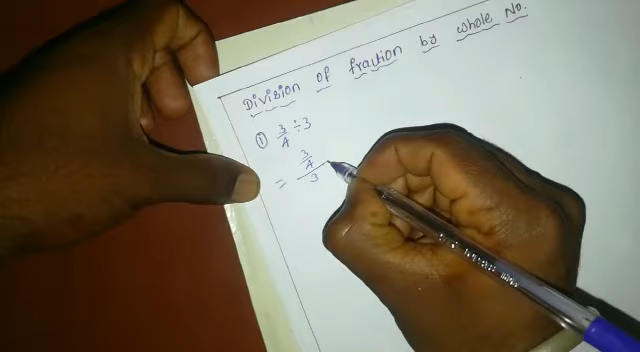 Division of fraction by whole No.
① 3/4 ÷ 3
= 3/4 / 3